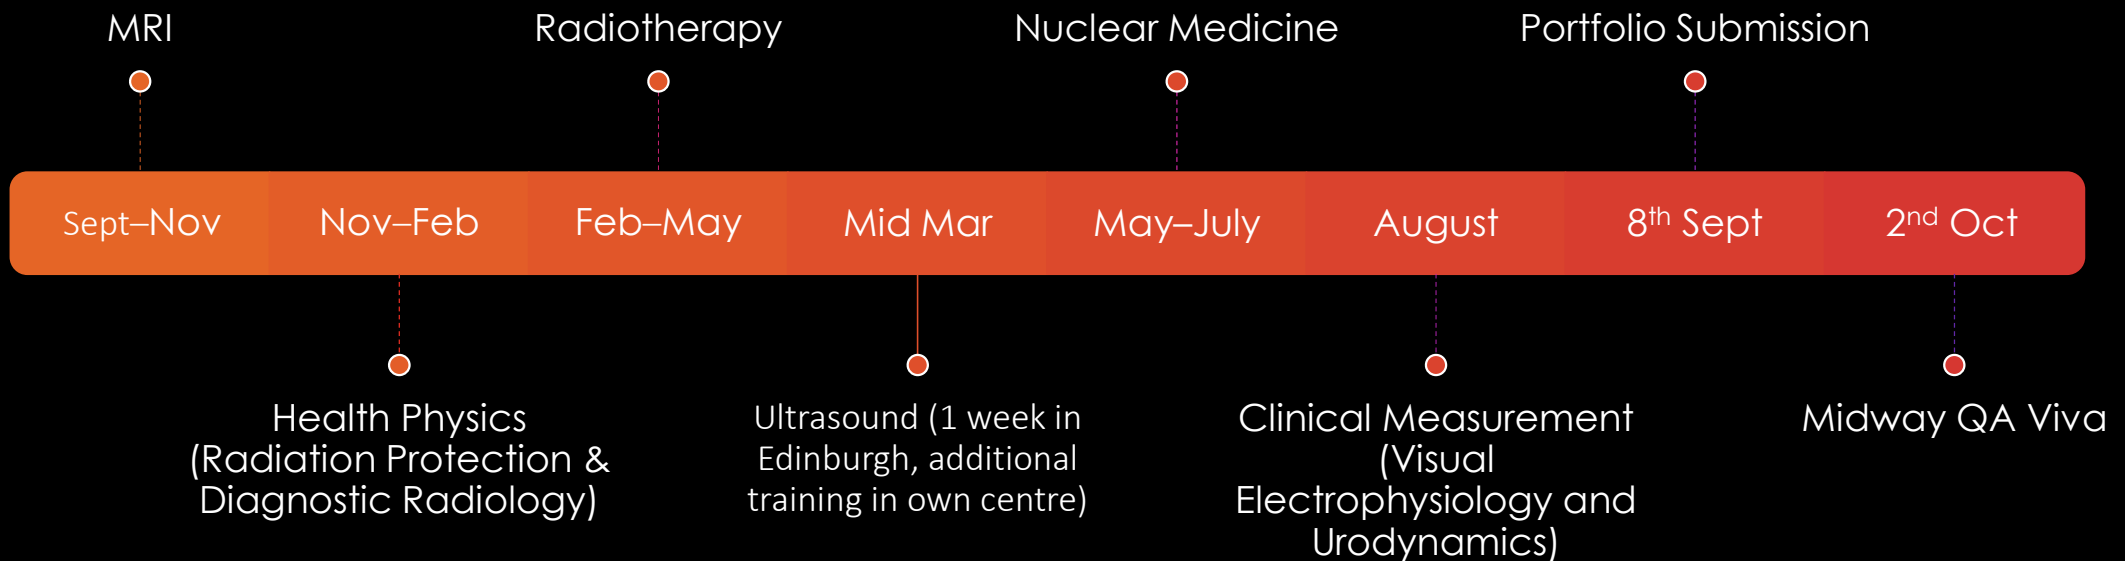 MRI
Radiotherapy
Nuclear Medicine
Portfolio Submission
Sept–Nov
Nov–Feb
Feb–May
Mid Mar
May–July
August
8th Sept
2nd Oct
Health Physics
(Radiation Protection &
Diagnostic Radiology)
Ultrasound (1 week in
Edinburgh, additional
training in own centre)
Clinical Measurement
(Visual
Electrophysiology and
Urodynamics)
Midway QA Viva